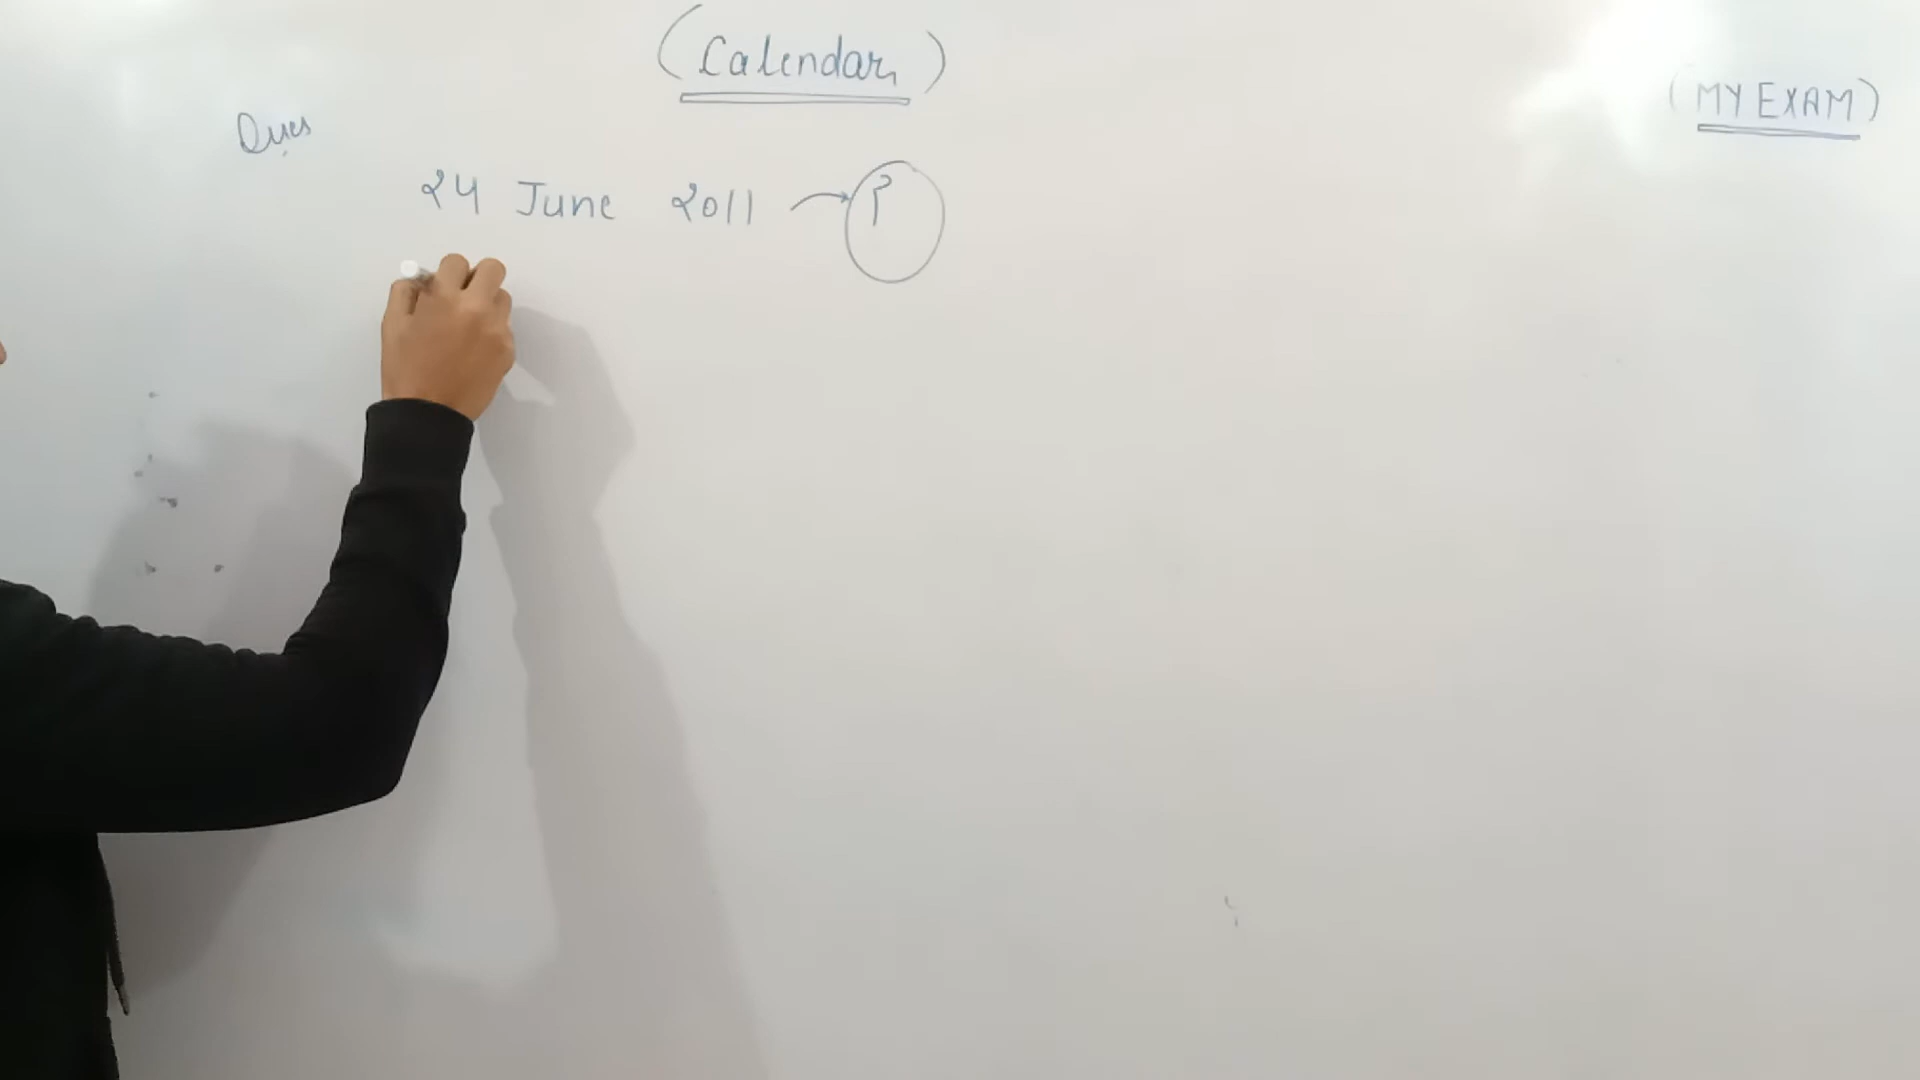 (Calendar)
(MY EXAM)
Ques
24 June 2011 → ?